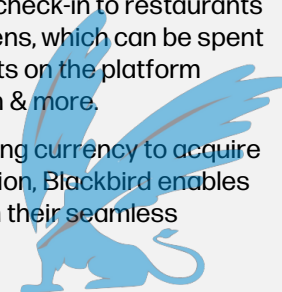 check-in to restaurants
ens, which can be spent
ts on the platform
n & more.
ng currency to acquire
ion, Blackbird enables
their seamless